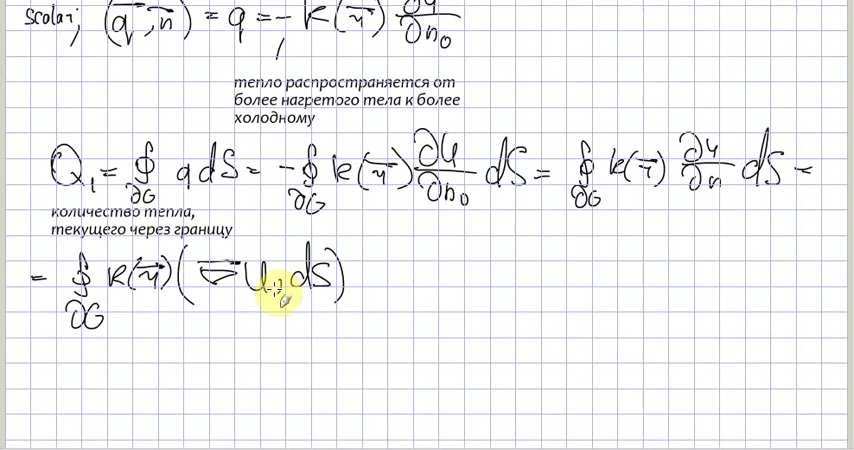 scalar; (q⃗, n⃗) = q = - k(r⃗) ∂u/∂n₀
тепло распространяется от
более нагретого тела к более
холодному
Q₁ = ∮_∂G q dS = - ∮_∂G k(r⃗) ∂u/∂n₀ dS = ∮_∂G k(r⃗) ∂u/∂n dS =
количество тепла,
текущего через границу
= ∮_∂G k(r⃗) (∇⃗ u, dS)